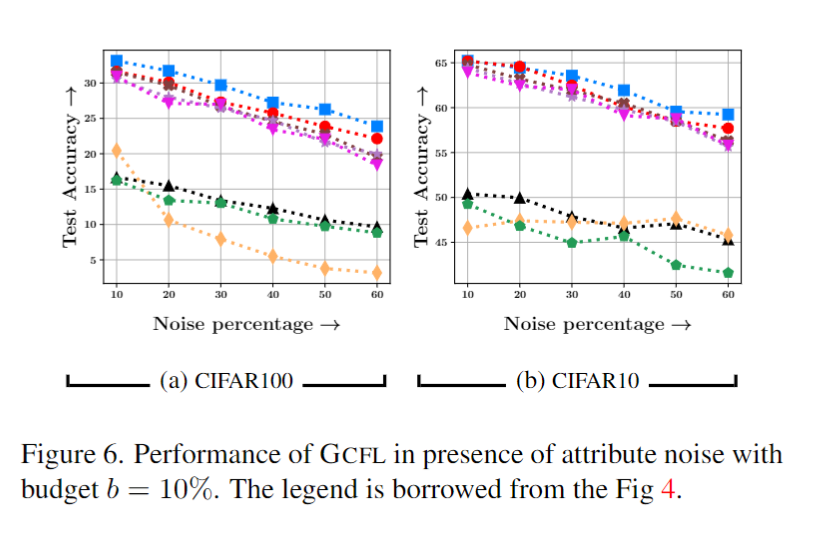 30
25
20
15
10
5
Test Accuracy →
10 20 30 40 50 60
Noise percentage →
(a) CIFAR100
65
60
55
50
45
Test Accuracy →
10 20 30 40 50 60
Noise percentage →
(b) CIFAR10
Figure 6. Performance of GCFL in presence of attribute noise with
budget b = 10%. The legend is borrowed from the Fig 4.